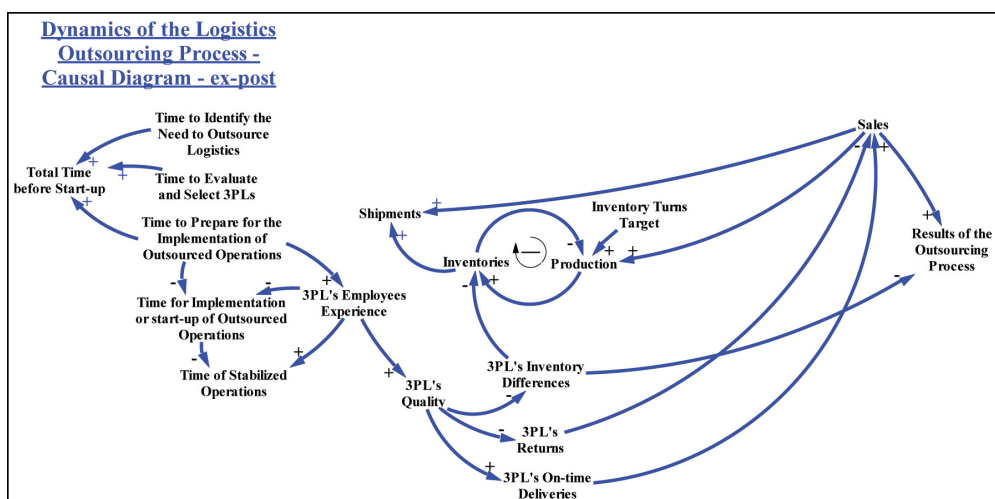 Dynamics of the Logistics
Outsourcing Process -
Causal Diagram - ex-post
Time to Identify the
Need to Outsource
Logistics
Total Time
before Start-up
+
+
+
Time to Evaluate
and Select 3PLs
Time to Prepare for the
Implementation of
Outsourced Operations
-
-
+
Time for Implementation
or start-up of Outsourced
Operations
3PL's Employees
Experience
-
+
Time of Stabilized
Operations
+
3PL's
Quality
Shipments
+
+
Inventories
-
+
-
Production
+
+
-
Inventory Turns
Target
Sales
-
+
+
Results of the
Outsourcing
Process
-
3PL's Inventory
Differences
-
3PL's
Returns
-
3PL's On-time
Deliveries
+